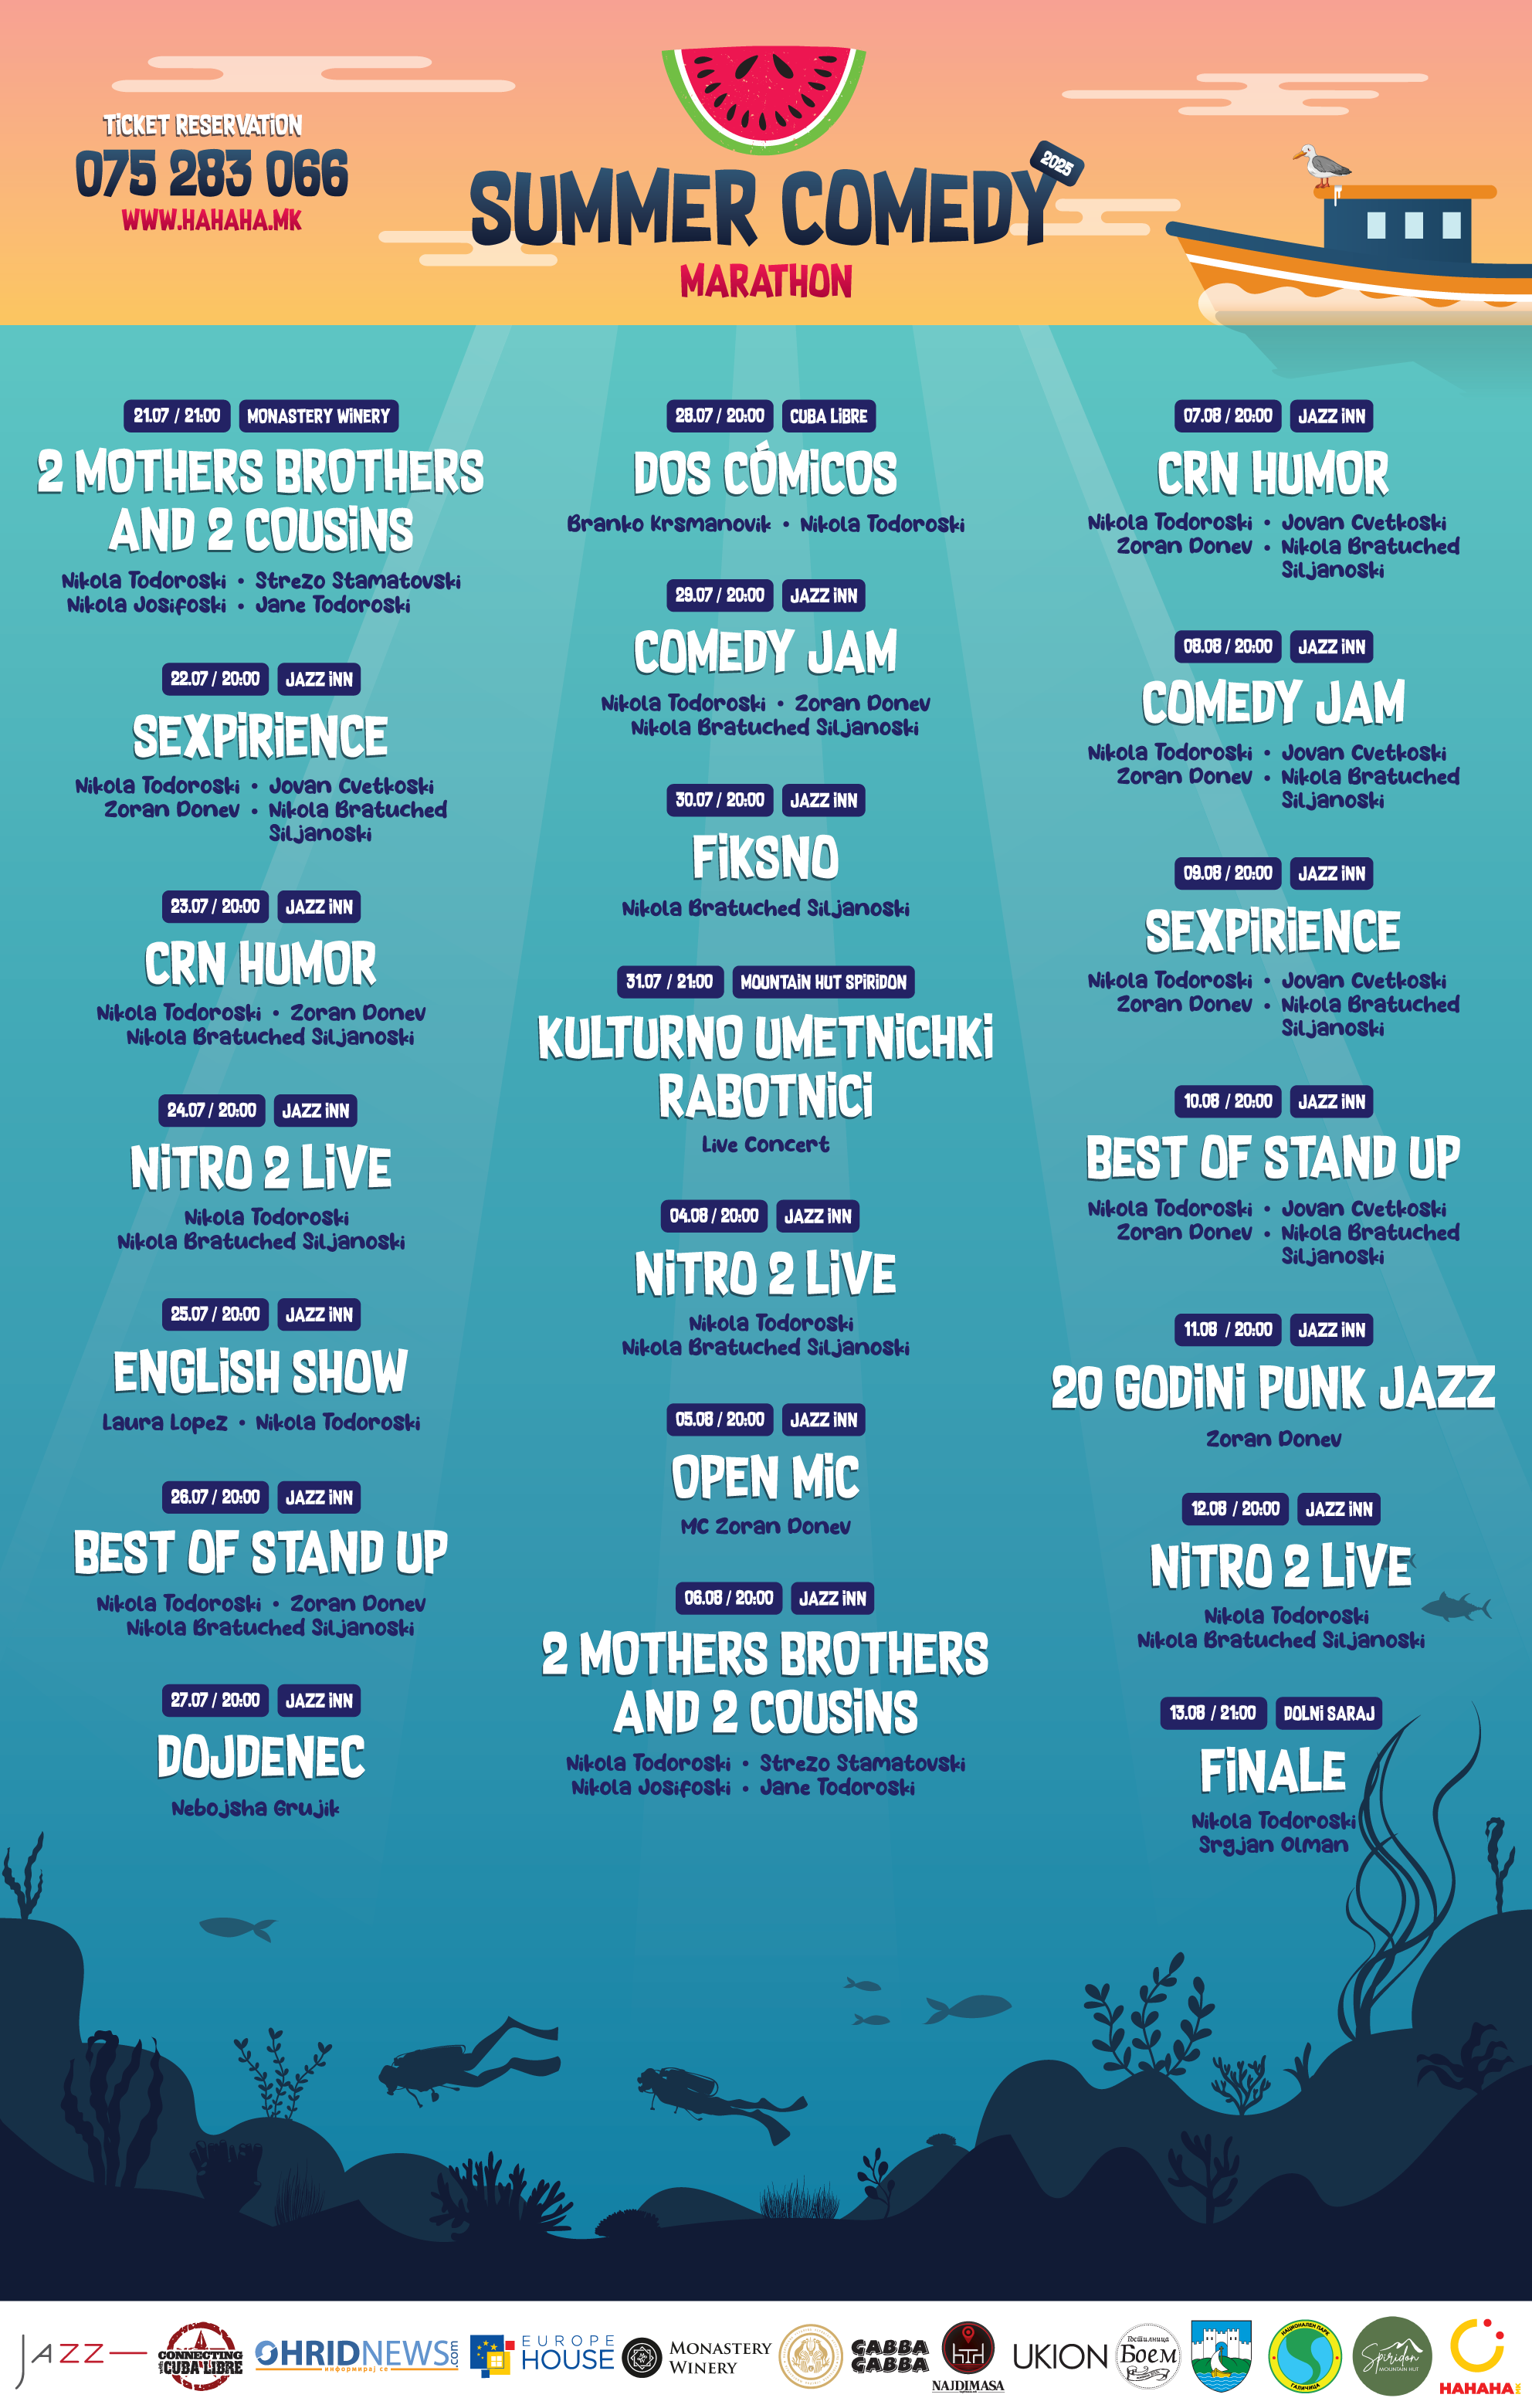 TICKET RESERVATION
075 283 066
WWW.HAHAHA.MK
SUMMER COMEDY
2025
MARATHON
21.07 / 21:00 MONASTERY WINERY
2 MOTHERS BROTHERS
AND 2 COUSINS
Nikola Todoroski • Strezo Stamatovski
Nikola Josifoski • Jane Todoroski
22.07 / 20:00 JAZZ INN
SEXPIRIENCE
Nikola Todoroski • Jovan Cvetkoski
Zoran Donev • Nikola Bratuched
Siljanoski
23.07 / 20:00 JAZZ INN
CRN HUMOR
Nikola Todoroski • Zoran Donev
Nikola Bratuched Siljanoski
24.07 / 20:00 JAZZ INN
NITRO 2 LIVE
Nikola Todoroski
Nikola Bratuched Siljanoski
25.07 / 20:00 JAZZ INN
ENGLISH SHOW
Laura Lopez • Nikola Todoroski
26.07 / 20:00 JAZZ INN
BEST OF STAND UP
Nikola Todoroski • Zoran Donev
Nikola Bratuched Siljanoski
27.07 / 20:00 JAZZ INN
DOJDENEC
Nebojsha Grujik
28.07 / 20:00 CUBA LIBRE
DOS CÓMICOS
Branko Krsmanovik • Nikola Todoroski
29.07 / 20:00 JAZZ INN
COMEDY JAM
Nikola Todoroski • Zoran Donev
Nikola Bratuched Siljanoski
30.07 / 20:00 JAZZ INN
FIKSNO
Nikola Bratuched Siljanoski
31.07 / 21:00 MOUNTAIN HUT SPIRIDON
KULTURNO UMETNICHKI
RABOTNICI
Live Concert
04.08 / 20:00 JAZZ INN
NITRO 2 LIVE
Nikola Todoroski
Nikola Bratuched Siljanoski
05.08 / 20:00 JAZZ INN
OPEN MIC
MC Zoran Donev
06.08 / 20:00 JAZZ INN
2 MOTHERS BROTHERS
AND 2 COUSINS
Nikola Todoroski • Strezo Stamatovski
Nikola Josifoski • Jane Todoroski
07.08 / 20:00 JAZZ INN
CRN HUMOR
Nikola Todoroski • Jovan Cvetkoski
Zoran Donev • Nikola Bratuched
Siljanoski
08.08 / 20:00 JAZZ INN
COMEDY JAM
Nikola Todoroski • Jovan Cvetkoski
Zoran Donev • Nikola Bratuched
Siljanoski
09.08 / 20:00 JAZZ INN
SEXPIRIENCE
Nikola Todoroski • Jovan Cvetkoski
Zoran Donev • Nikola Bratuched
Siljanoski
10.08 / 20:00 JAZZ INN
BEST OF STAND UP
Nikola Todoroski • Jovan Cvetkoski
Zoran Donev • Nikola Bratuched
Siljanoski
11.08 / 20:00 JAZZ INN
20 GODINI PUNK JAZZ
Zoran Donev
12.08 / 20:00 JAZZ INN
NITRO 2 LIVE
Nikola Todoroski
Nikola Bratuched Siljanoski
13.08 / 21:00 DOLNI SARAJ
FINALE
Nikola Todoroski
Srgjan Olman
JAZZ
CONNECTING
with CUBA LIBRE
OHRIDNEWS.com
информирај се
EUROPE
HOUSE
MONASTERY
WINERY
GABBA
GABBA
NAJDIMASA
UKION
Гостилница
Боем
НАЦИОНАЛЕН ПАРК
ГАЛИЧИЦА
Spiridon
MOUNTAIN HUT
HAHAHA.MK